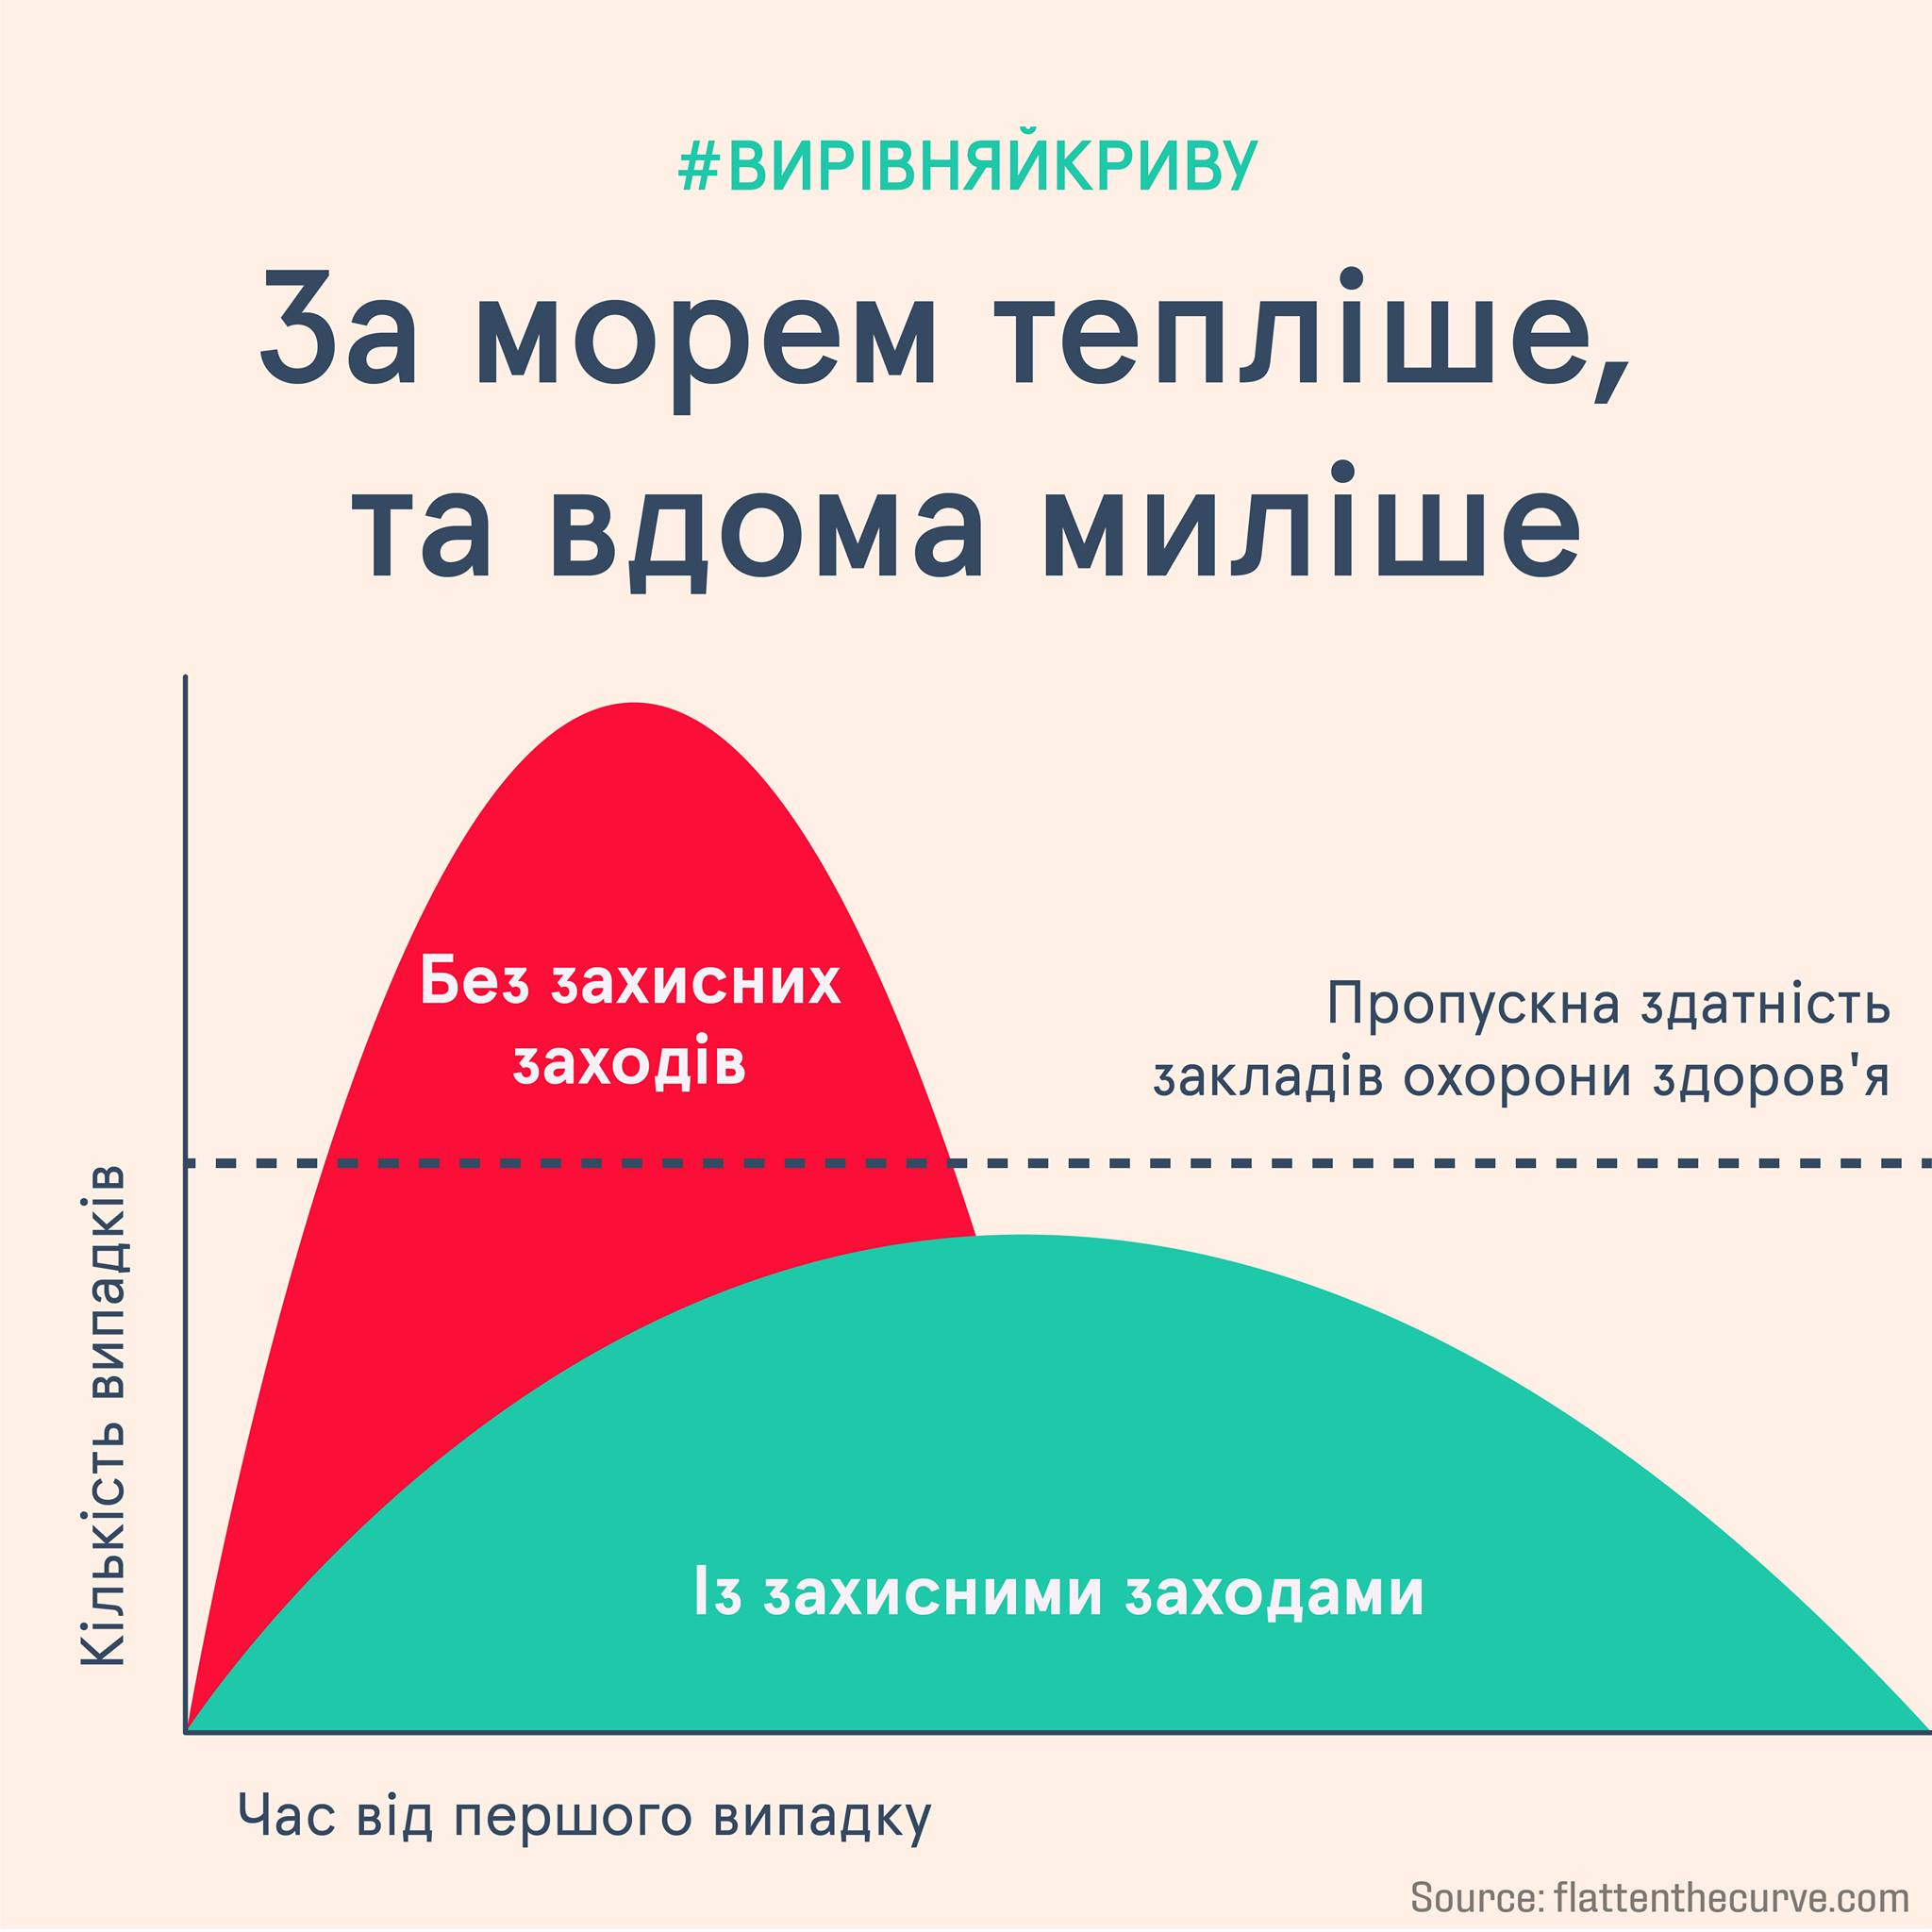 #ВИРІВНЯЙКРИВУ
За морем тепліше,
та вдома миліше
Без захисних
заходів
Пропускна здатність
закладів охорони здоров'я
Кількість випадків
Із захисними заходами
Час від першого випадку
Source: flattenthecurve.com